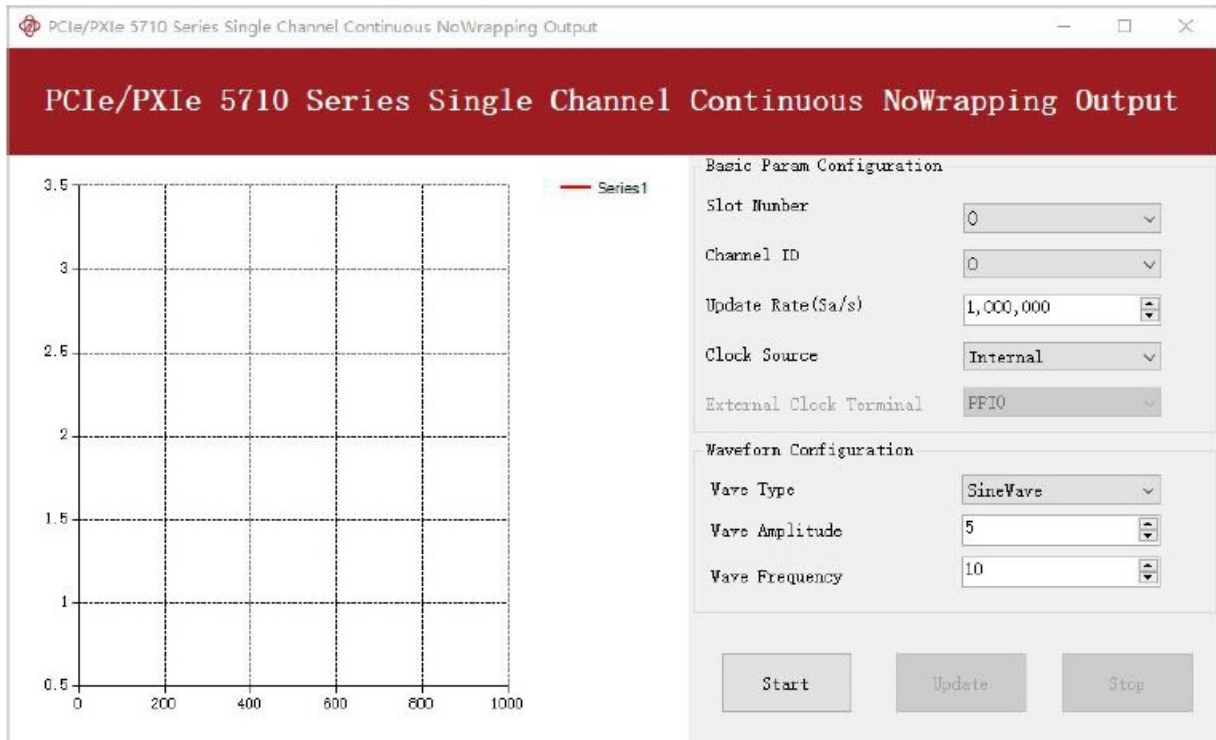 PCIe/PXIe 5710 Series Single Channel Continuous NoWrapping Output
PCIe/PXIe 5710 Series Single Channel Continuous NoWrapping Output
3.5
3
2.5
2
1.5
1
0.5
0 200 400 600 800 1000
Series1
Basic Param Configuration
Slot Number 0
Channel ID 0
Update Rate(Sa/s) 1,000,000
Clock Source Internal
External Clock Terminal PFI0
Waveform Configuration
Wave Type SineWave
Wave Amplitude 5
Wave Frequency 10
Start Update Stop